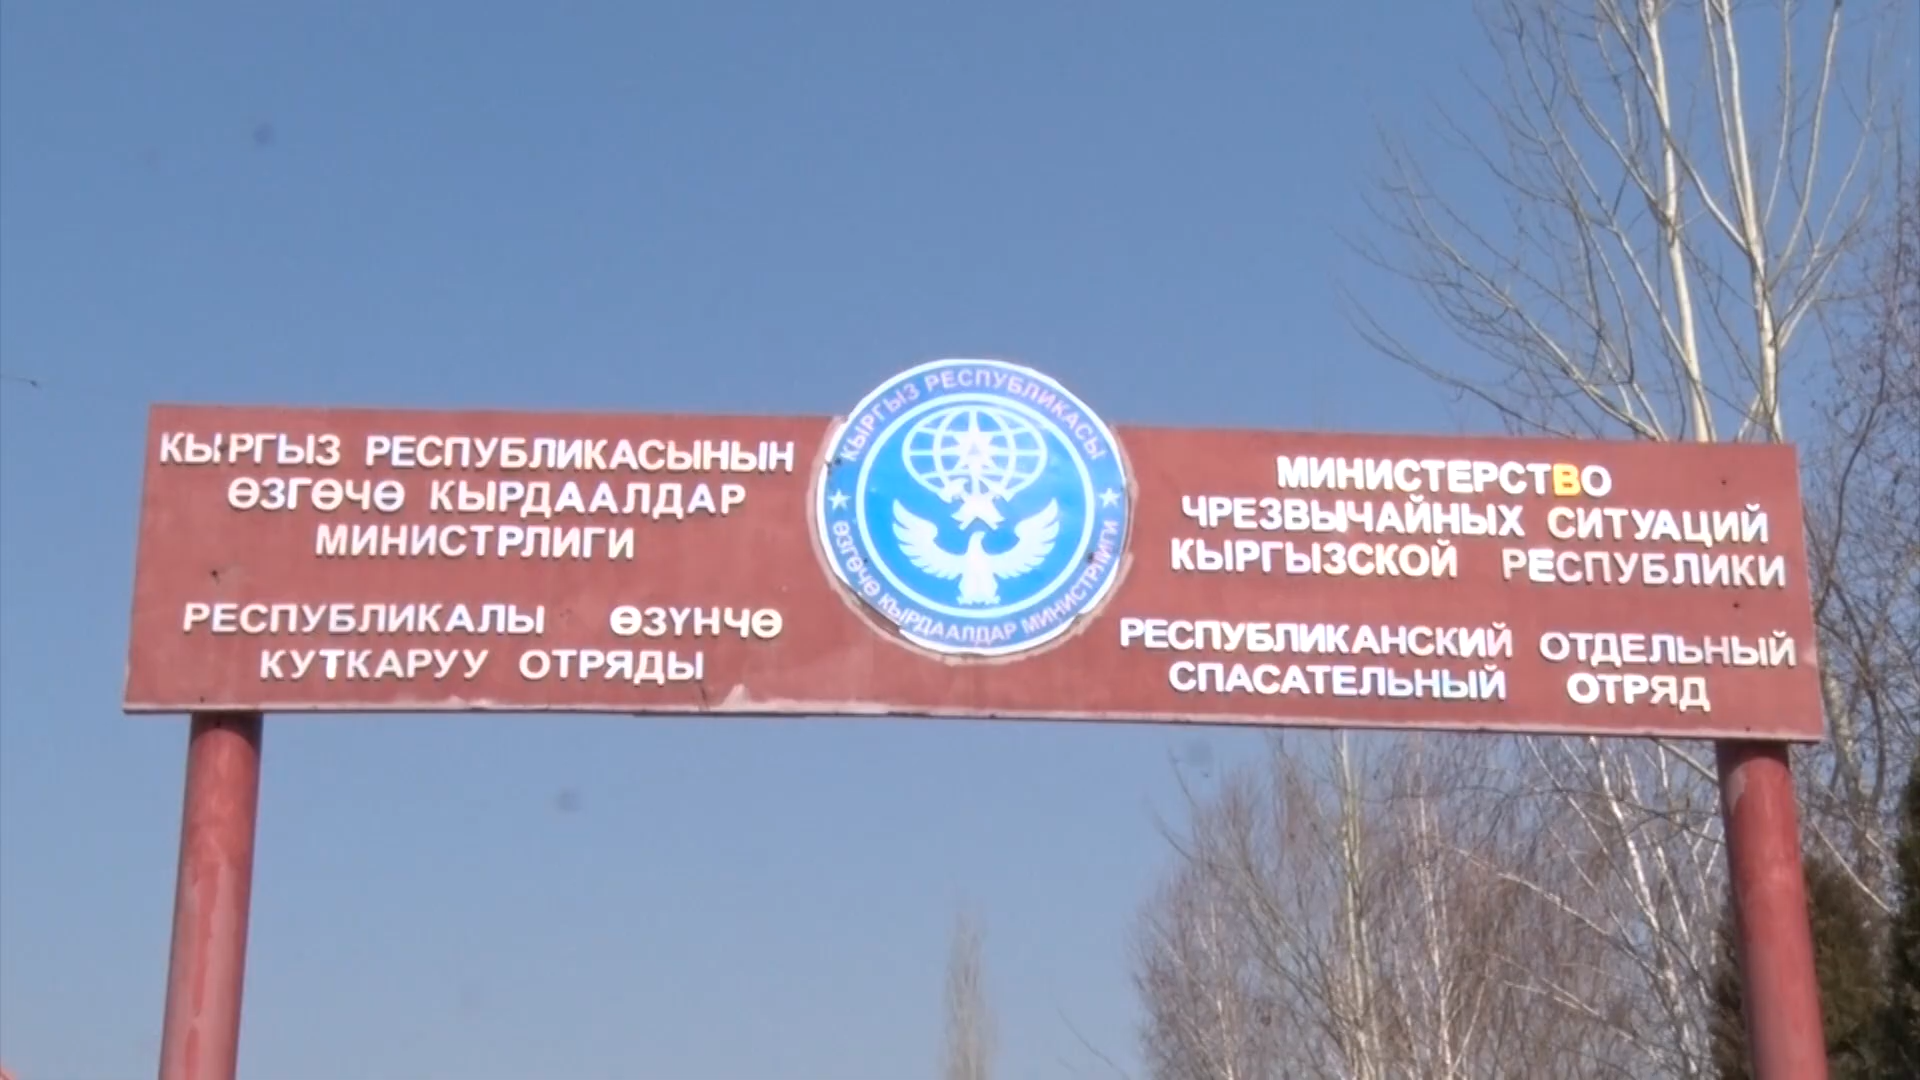 КЫРГЫЗ РЕСПУБЛИКАСЫНЫН
ӨЗГӨЧӨ КЫРДААЛДАР
МИНИСТРЛИГИ
РЕСПУБЛИКАЛЫ ӨЗҮНЧӨ
КУТКАРУУ ОТРЯДЫ
КЫРГЫЗ РЕСПУБЛИКАСЫ
ӨЗГӨЧӨ КЫРДААЛДАР МИНИСТРЛИГИ
МИНИСТЕРСТВО
ЧРЕЗВЫЧАЙНЫХ СИТУАЦИЙ
КЫРГЫЗСКОЙ РЕСПУБЛИКИ
РЕСПУБЛИКАНСКИЙ ОТДЕЛЬНЫЙ
СПАСАТЕЛЬНЫЙ ОТРЯД